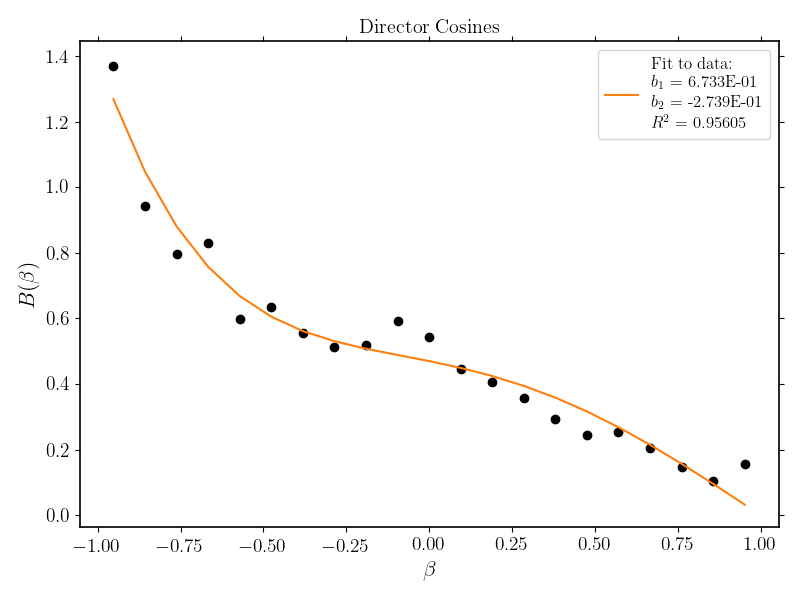 Director Cosines
Fit to data:
b₁ = 6.733E-01
b₂ = -2.739E-01
R² = 0.95605
1.4
1.2
1.0
0.8
0.6
0.4
0.2
0.0
B(β)
−1.00 −0.75 −0.50 −0.25 0.00 0.25 0.50 0.75 1.00
β